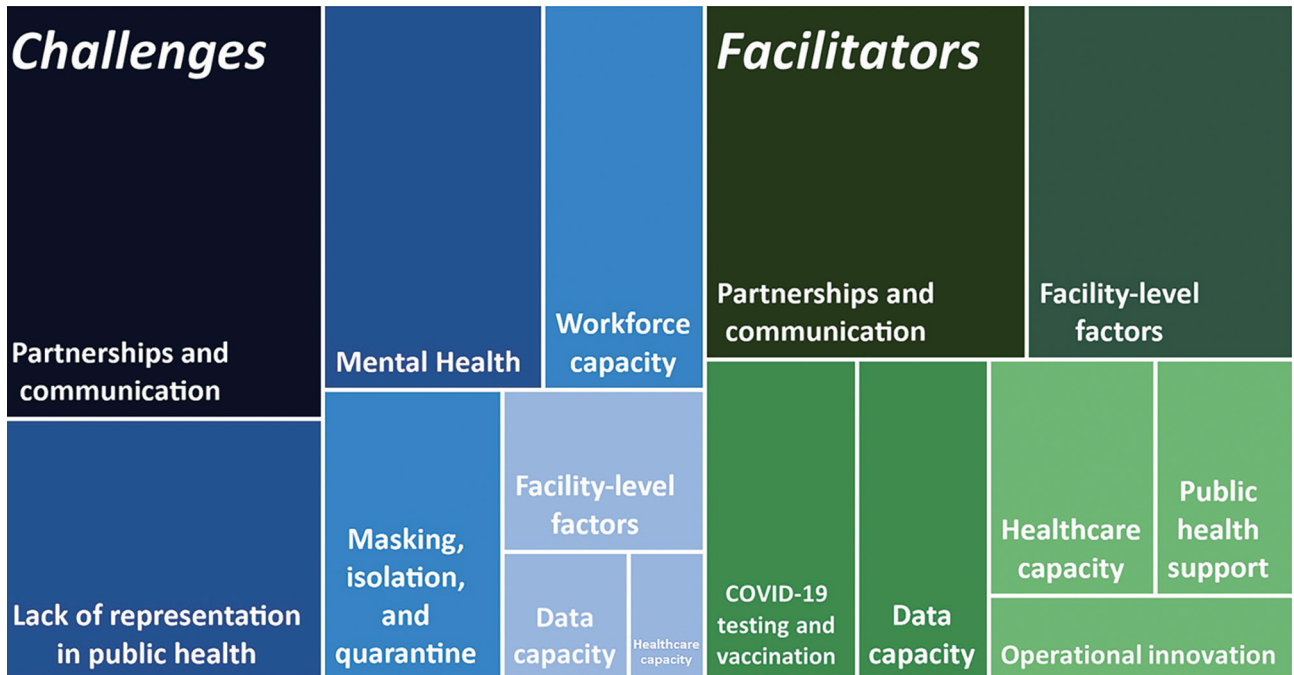 Challenges
Partnerships and
communication
Lack of representation
in public health
Mental Health
Workforce
capacity
Masking,
isolation,
and
quarantine
Facility-level
factors
Data
capacity
Healthcare
capacity
Facilitators
Partnerships and
communication
Facility-level
factors
COVID-19
testing and
vaccination
Data
capacity
Healthcare
capacity
Public
health
support
Operational innovation